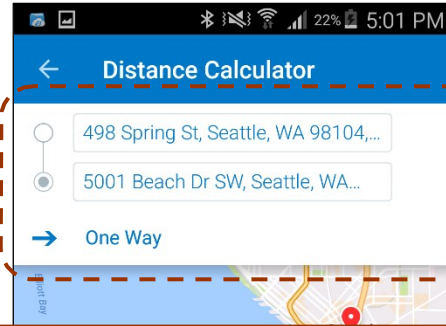 22% 5:01 PM
Distance Calculator
498 Spring St, Seattle, WA 98104,...
5001 Beach Dr SW, Seattle, WA...
One Way
Elliott Bay